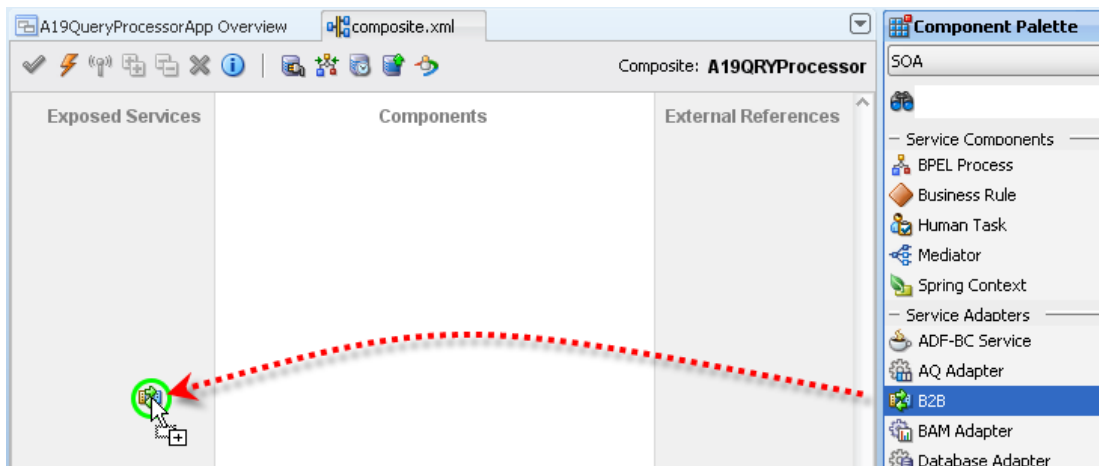 A19QueryProcessorApp Overview
composite.xml
Component Palette
Composite: A19QRYProcessor
SOA
Exposed Services
Components
External References
Service Components
BPEL Process
Business Rule
Human Task
Mediator
Spring Context
Service Adapters
ADF-BC Service
AQ Adapter
B2B
BAM Adapter
Database Adapter